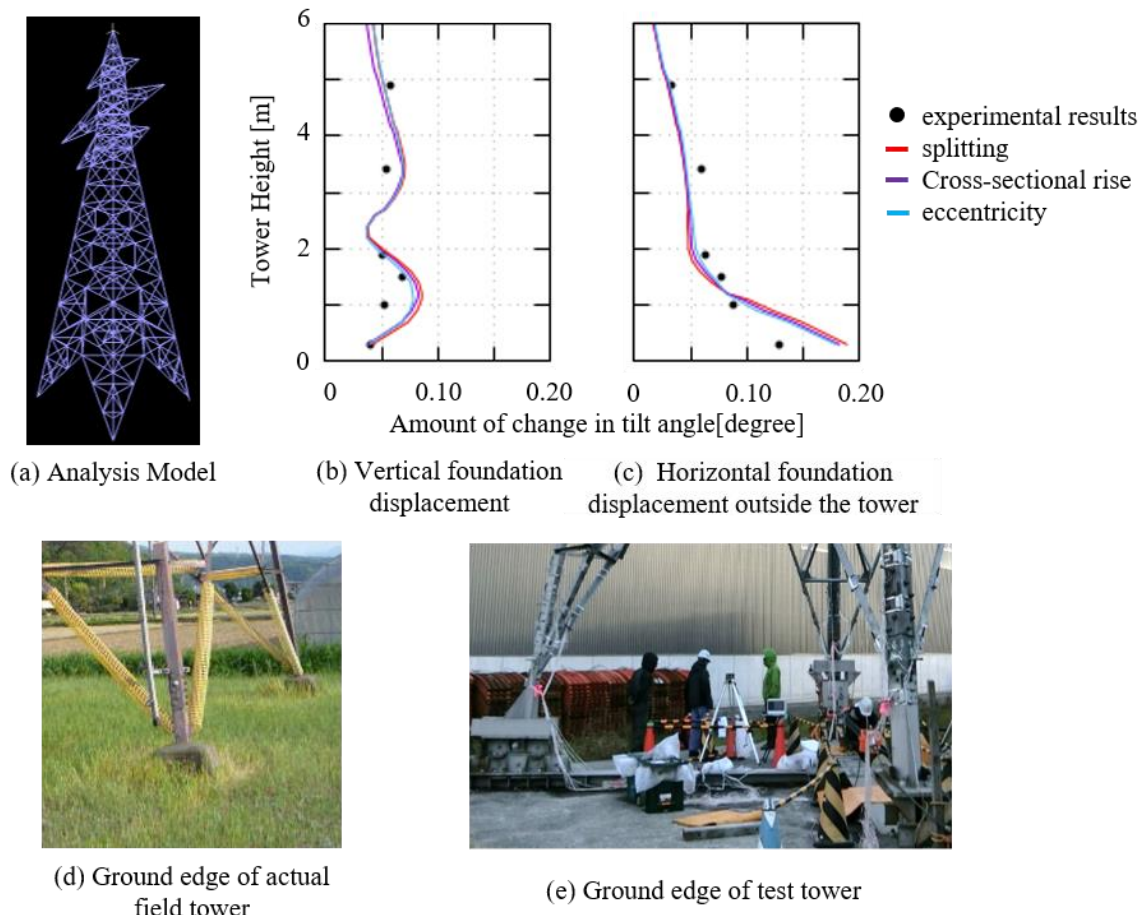 6
4
2
0
Tower Height [m]
0 0.10 0.20
0 0.10 0.20
Amount of change in tilt angle[degree]
experimental results
splitting
Cross-sectional rise
eccentricity
(a) Analysis Model
(b) Vertical foundation
displacement
(c) Horizontal foundation
displacement outside the tower
(d) Ground edge of actual
field tower
(e) Ground edge of test tower